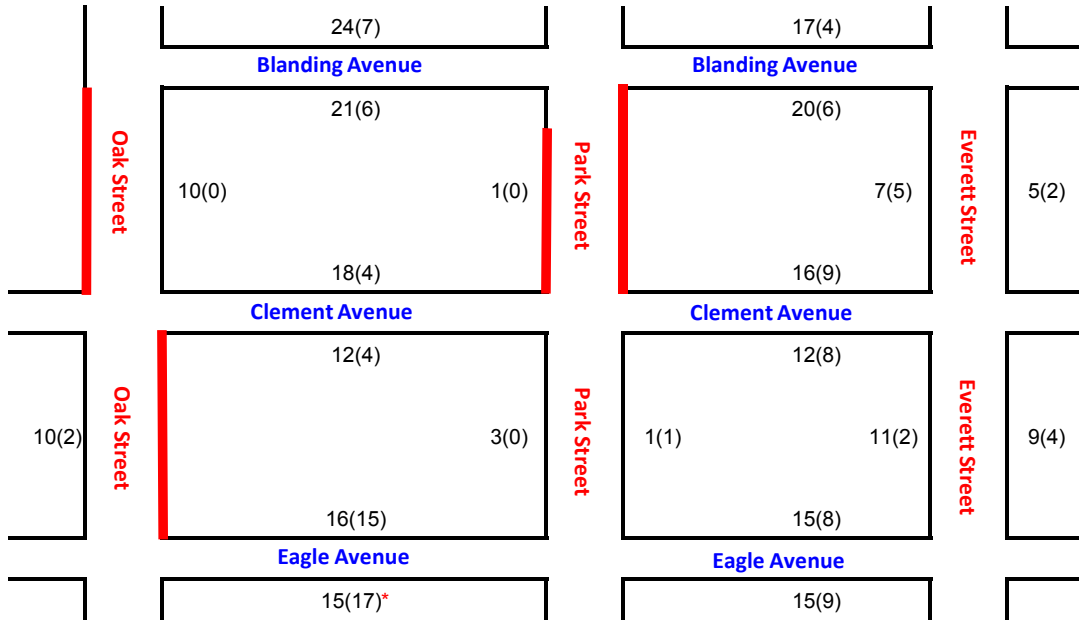 24(7)
17(4)
Blanding Avenue
Blanding Avenue
21(6)
20(6)
Oak Street
10(0)
1(0)
Park Street
7(5)
Everett Street
5(2)
18(4)
16(9)
Clement Avenue
Clement Avenue
12(4)
12(8)
10(2)
Oak Street
3(0)
Park Street
1(1)
11(2)
Everett Street
9(4)
16(15)
15(8)
Eagle Avenue
Eagle Avenue
15(17)*
15(9)